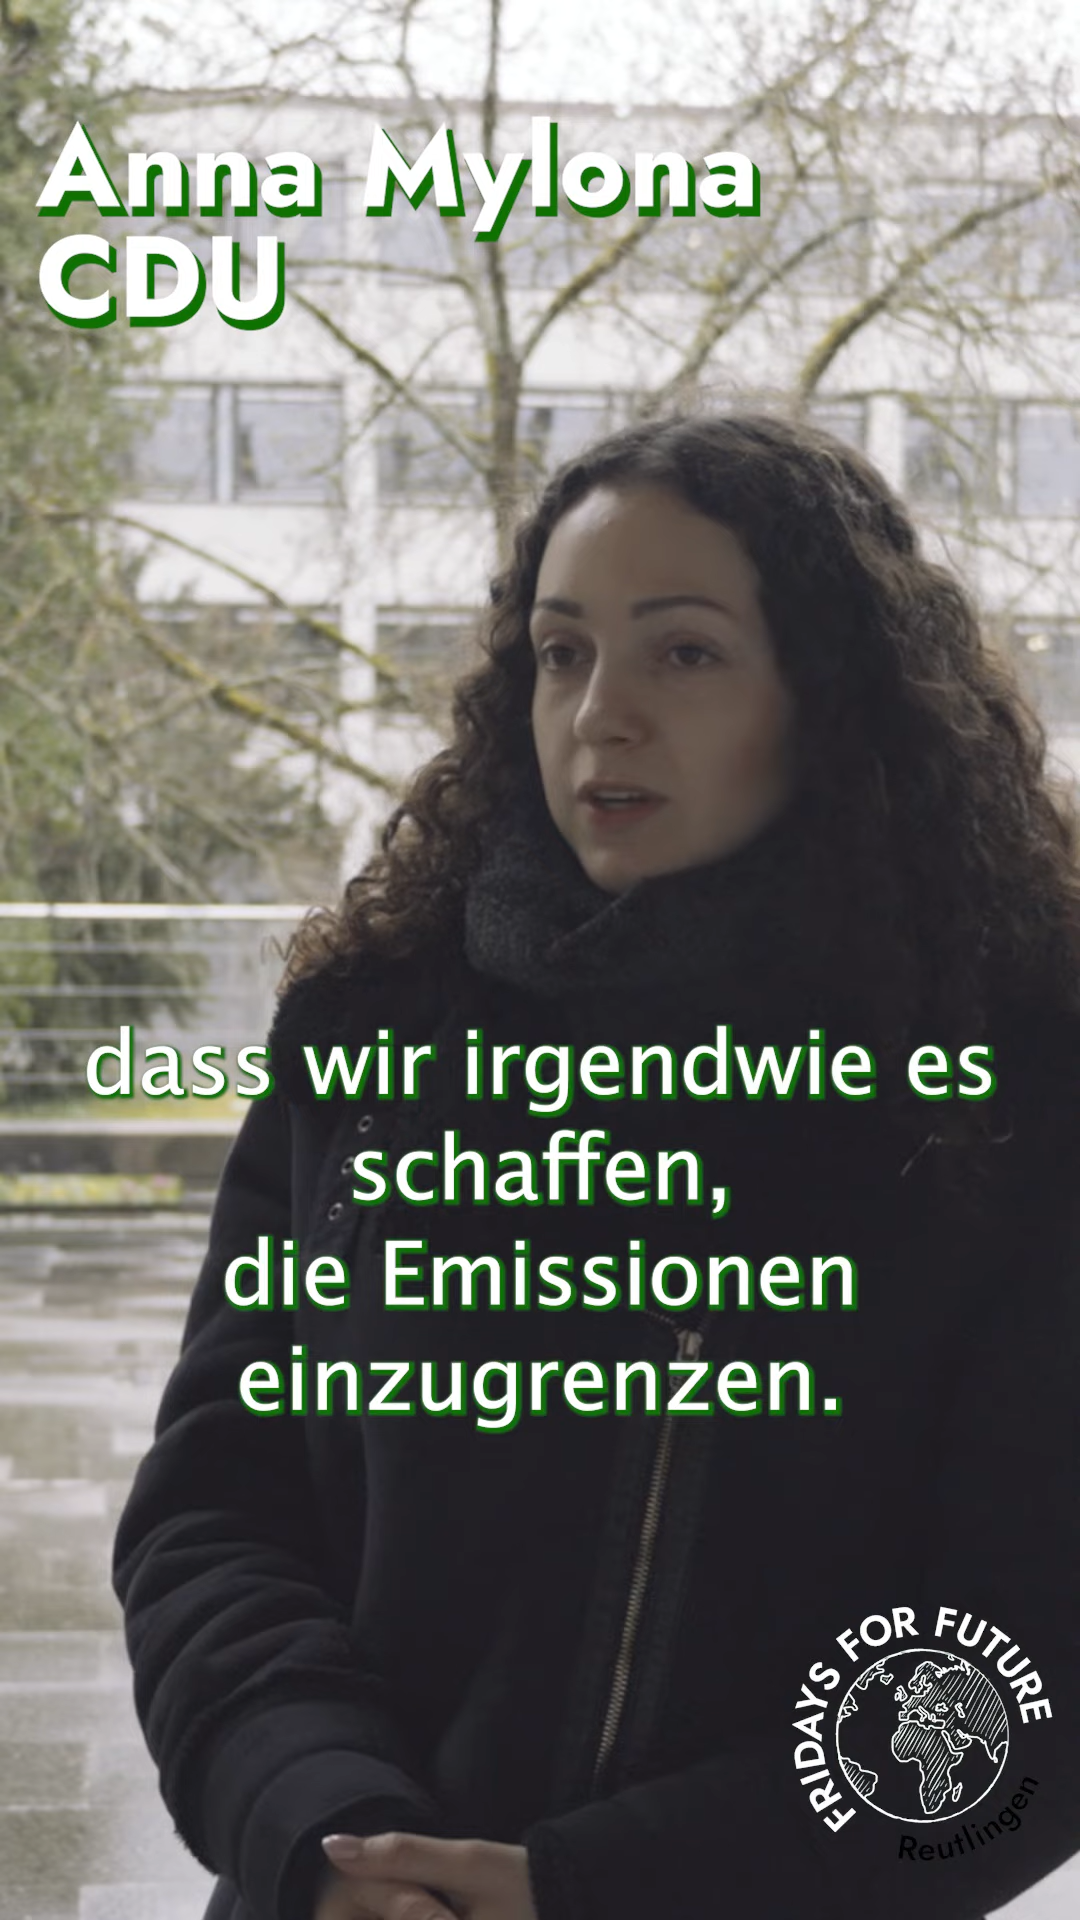 Anna Mylona
CDU
dass wir irgendwie es
schaffen,
die Emissionen
einzugrenzen.
FRIDAYS FOR FUTURE
Reutlingen